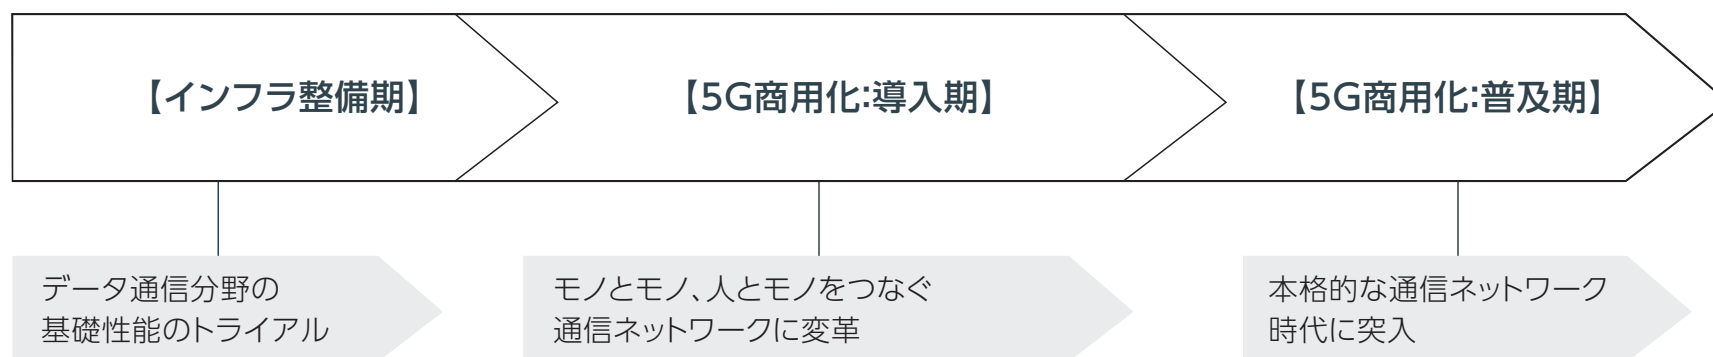 【インフラ整備期】
【5G商用化:導入期】
【5G商用化:普及期】
データ通信分野の
基礎性能のトライアル
モノとモノ、人とモノをつなぐ
通信ネットワークに変革
本格的な通信ネットワーク
時代に突入